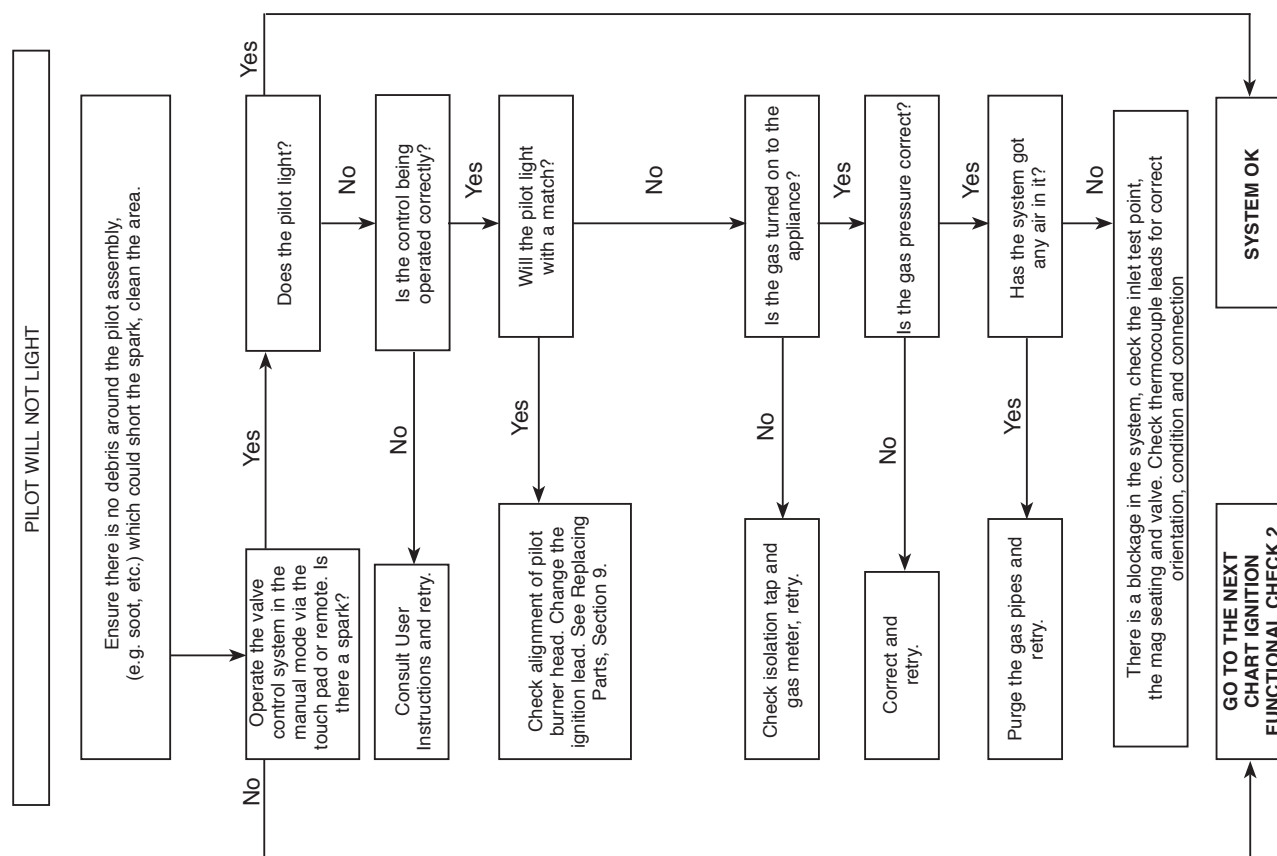 PILOT WILL NOT LIGHT
Ensure there is no debris around the pilot assembly,
(e.g. soot, etc.) which could short the spark, clean the area.
Operate the valve
control system in the
manual mode via the
touch pad or remote. Is
there a spark?
Yes
No
Does the pilot light?
Yes
No
Is the control being
operated correctly?
No
Yes
Consult User
Instructions and retry.
Will the pilot light
with a match?
Yes
No
Check alignment of pilot
burner head. Change the
ignition lead. See Replacing
Parts, Section 9.
Is the gas turned on to the
appliance?
No
Yes
Check isolation tap and
gas meter, retry.
Is the gas pressure correct?
No
Yes
Correct and
retry.
Has the system got
any air in it?
Yes
No
Purge the gas pipes and
retry.
There is a blockage in the system, check the inlet test point,
the mag seating and valve. Check thermocouple leads for correct
orientation, condition and connection
GO TO THE NEXT
CHART IGNITION
FUNCTIONAL CHECK 2
SYSTEM OK